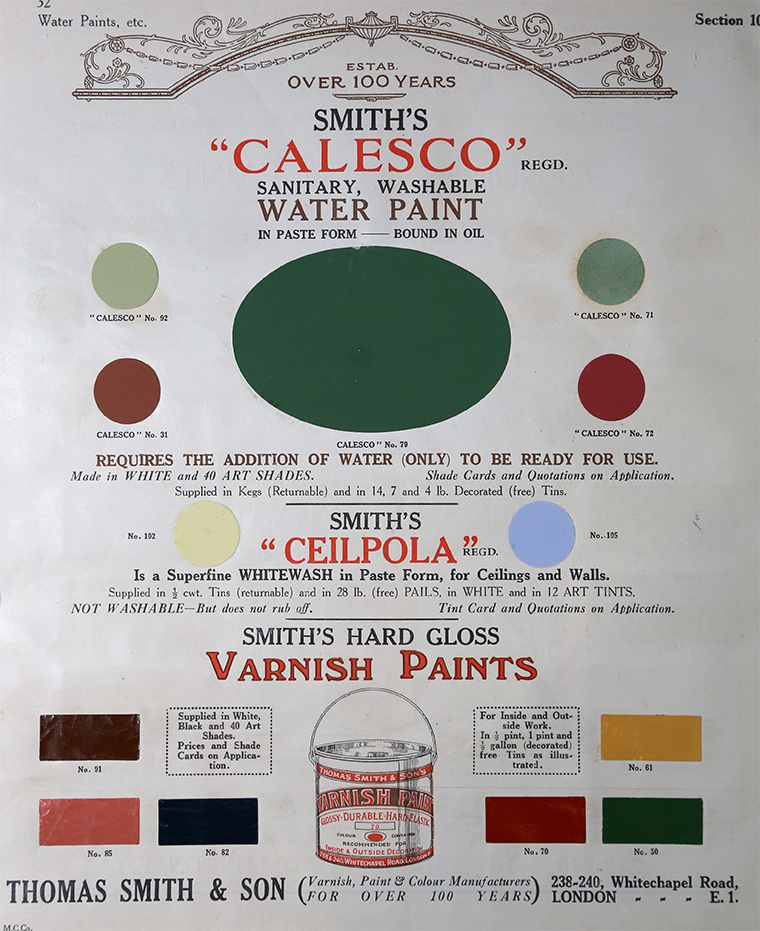 32
Water Paints, etc.
Section 10
ESTAB.
OVER 100 YEARS
SMITH'S
"CALESCO" REGD.
SANITARY, WASHABLE
WATER PAINT
IN PASTE FORM — BOUND IN OIL
"CALESCO" No. 92
"CALESCO" No. 71
CALESCO" No. 31
"CALESCO" No. 72
CALESCO" No. 79
REQUIRES THE ADDITION OF WATER (ONLY) TO BE READY FOR USE.
Made in WHITE and 40 ART SHADES. Shade Cards and Quotations on Application.
Supplied in Kegs (Returnable) and in 14, 7 and 4 lb. Decorated (free) Tins.
No. 102
SMITH'S
"CEILPOLA" REGD.
No. 105
Is a Superfine WHITEWASH in Paste Form, for Ceilings and Walls.
Supplied in ½ cwt. Tins (returnable) and in 28 lb. (free) PAILS, in WHITE and in 12 ART TINTS.
NOT WASHABLE—But does not rub off. Tint Card and Quotations on Application.
SMITH'S HARD GLOSS
VARNISH PAINTS
Supplied in White,
Black and 40 Art
Shades.
Prices and Shade
Cards on Applica-
tion.
For Inside and Out-
side Work.
In ½ pint, 1 pint and
½ gallon (decorated)
free Tins as illus-
trated.
No. 91
No. 61
No. 85
No. 82
No. 70
No. 50
THOMAS SMITH & SON'S
VARNISH PAINT
GLOSSY·DURABLE·HARD·ELASTIC
70
COLOUR
RECOMMENDED FOR
INSIDE & OUTSIDE DECORATION
238 & 240, WHITECHAPEL ROAD, LONDON E
THOMAS SMITH & SON (Varnish, Paint & Colour Manufacturers FOR OVER 100 YEARS) 238-240, Whitechapel Road,
LONDON " " " E.1.
M.C.Co.